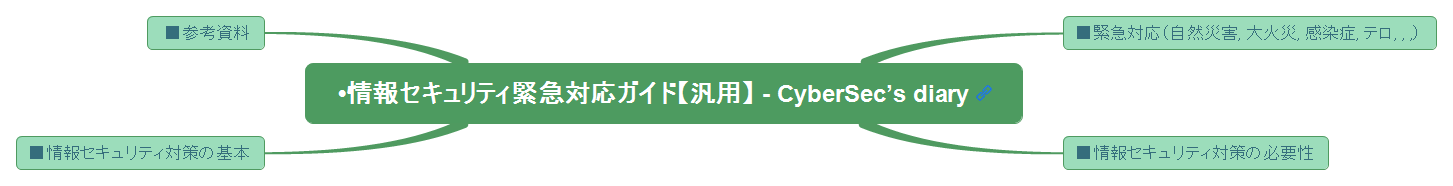 ■参考資料
■緊急対応（自然災害, 大火災, 感染症, テロ, , ,）
•情報セキュリティ緊急対応ガイド【汎用】 - CyberSec’s diary
■情報セキュリティ対策の基本
■情報セキュリティ対策の必要性